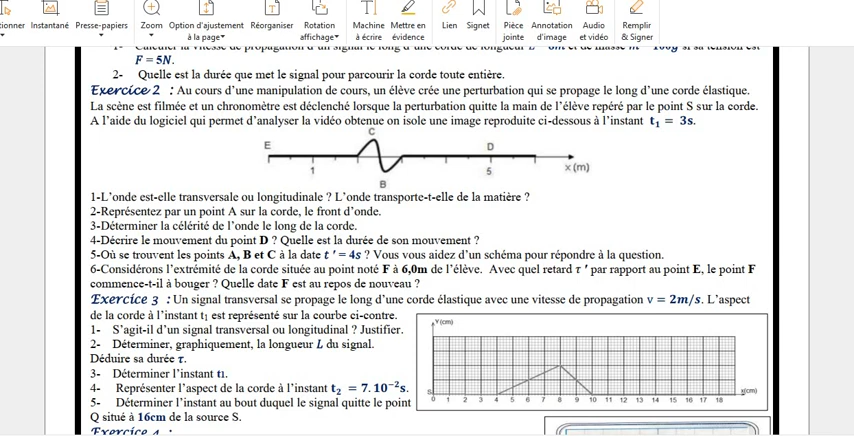 Instantané Presse-papiers Zoom Option d'ajustement Réorganiser Rotation Machine Mettre en Lien Signet Pièce Annotation Audio Remplir
à la page affichage à écrire évidence jointe d'image et vidéo & Signer
F = 5N.
2- Quelle est la durée que met le signal pour parcourir la corde toute entière.
Exercice 2 : Au cours d'une manipulation de cours, un élève crée une perturbation qui se propage le long d'une corde élastique.
La scène est filmée et un chronomètre est déclenché lorsque la perturbation quitte la main de l'élève repéré par le point S sur la corde.
A l'aide du logiciel qui permet d'analyser la vidéo obtenue on isole une image reproduite ci-dessous à l'instant t₁ = 3s.
C
E D
1 5 x (m)
B
1-L'onde est-elle transversale ou longitudinale ? L'onde transporte-t-elle de la matière ?
2-Représentez par un point A sur la corde, le front d'onde.
3-Déterminer la célérité de l'onde le long de la corde.
4-Décrire le mouvement du point D ? Quelle est la durée de son mouvement ?
5-Où se trouvent les points A, B et C à la date t ' = 4s ? Vous vous aidez d'un schéma pour répondre à la question.
6-Considérons l'extrémité de la corde située au point noté F à 6,0m de l'élève. Avec quel retard τ ' par rapport au point E, le point F
commence-t-il à bouger ? Quelle date F est au repos de nouveau ?
Exercice 3 : Un signal transversal se propage le long d'une corde élastique avec une vitesse de propagation v = 2m/s. L'aspect
de la corde à l'instant t₁ est représenté sur la courbe ci-contre.
1- S'agit-il d'un signal transversal ou longitudinal ? Justifier.
2- Déterminer, graphiquement, la longueur L du signal.
Déduire sa durée τ.
3- Déterminer l'instant t₁.
4- Représenter l'aspect de la corde à l'instant t₂ = 7.10⁻²s.
5- Déterminer l'instant au bout duquel le signal quitte le point
Q situé à 16cm de la source S.
Y (cm)
S x(cm)
0 1 2 3 4 5 6 7 8 9 10 11 12 13 14 15 16 17 18